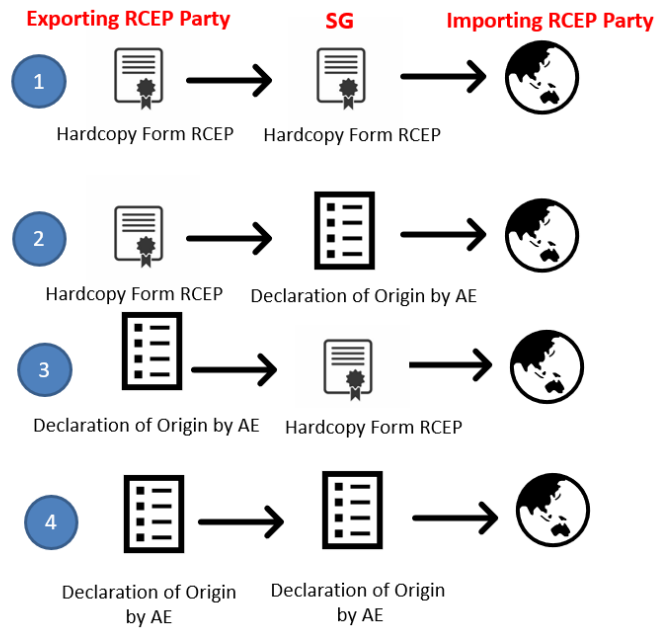 Exporting RCEP Party SG Importing RCEP Party
1
Hardcopy Form RCEP Hardcopy Form RCEP
2
Hardcopy Form RCEP Declaration of Origin by AE
3
Declaration of Origin by AE Hardcopy Form RCEP
4
Declaration of Origin Declaration of Origin
by AE by AE